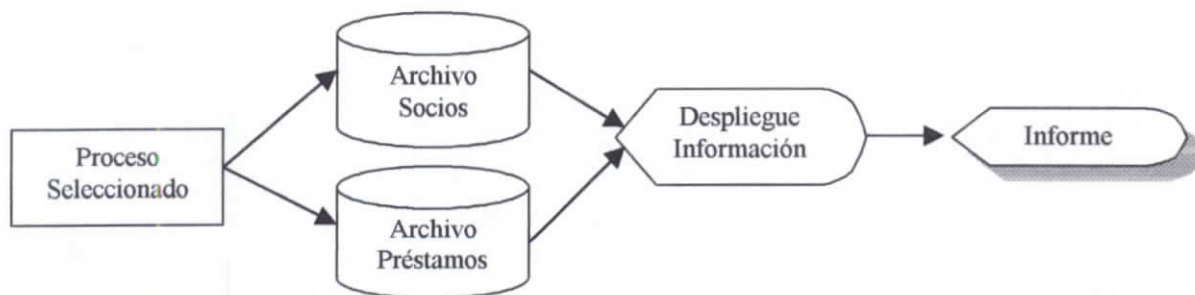 Proceso
Seleccionado
Archivo
Socios
Archivo
Préstamos
Despliegue
Información
Informe